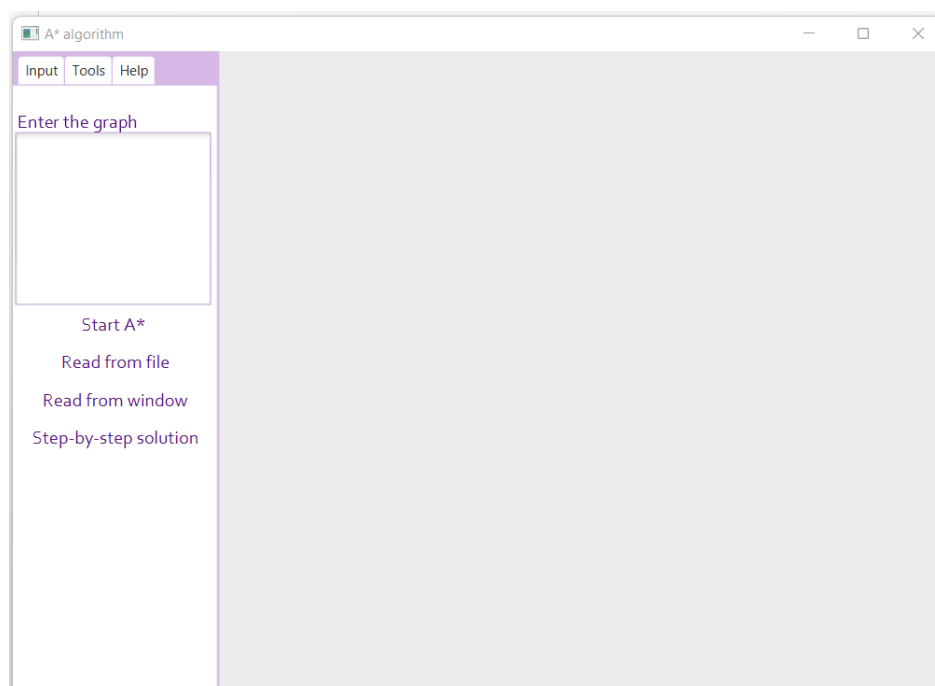 A* algorithm
Input Tools Help
Enter the graph
Start A*
Read from file
Read from window
Step-by-step solution